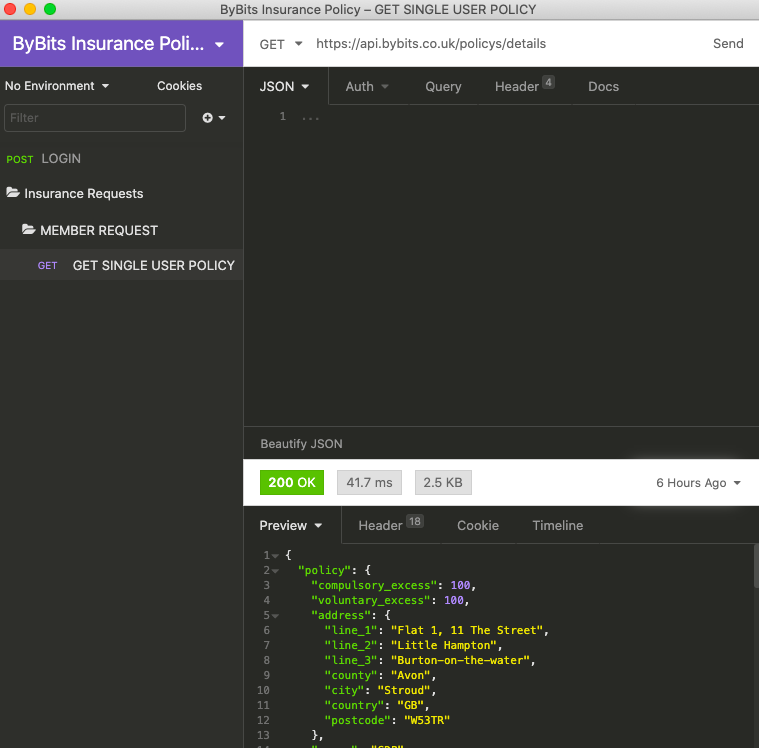 ByBits Insurance Policy – GET SINGLE USER POLICY
ByBits Insurance Poli...
GET https://api.bybits.co.uk/policys/details Send
No Environment Cookies
JSON Auth Query Header 4 Docs
Filter
1 ...
POST LOGIN
Insurance Requests
MEMBER REQUEST
GET GET SINGLE USER POLICY
Beautify JSON
200 OK 41.7 ms 2.5 KB 6 Hours Ago
Preview Header 18 Cookie Timeline
1 {
2 "policy": {
3 "compulsory_excess": 100,
4 "voluntary_excess": 100,
5 "address": {
6 "line_1": "Flat 1, 11 The Street",
7 "line_2": "Little Hampton",
8 "line_3": "Burton-on-the-water",
9 "county": "Avon",
10 "city": "Stroud",
11 "country": "GB",
12 "postcode": "W53TR"
13 },